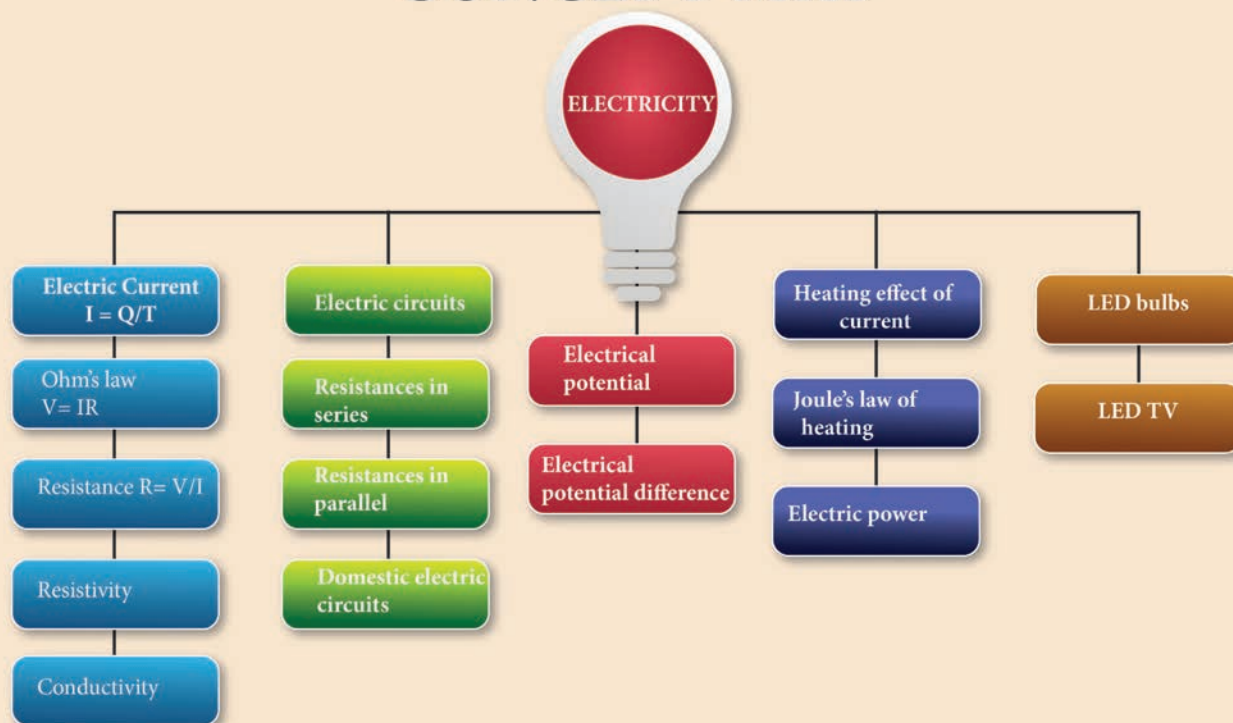 ELECTRICITY
Electric Current
I = Q/T
Ohm's law
V= IR
Resistance R= V/I
Resistivity
Conductivity
Electric circuits
Resistances in
series
Resistances in
parallel
Domestic electric
circuits
Electrical
potential
Electrical
potential difference
Heating effect of
current
Joule's law of
heating
Electric power
LED bulbs
LED TV